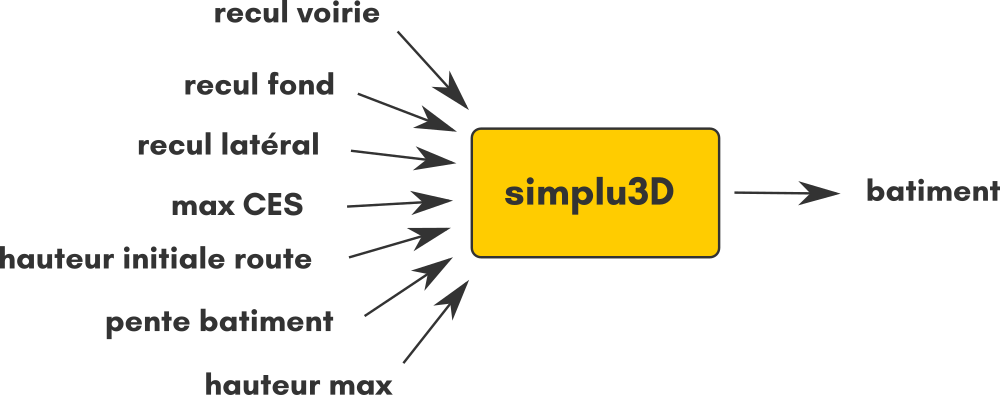 recul voirie
recul fond
recul latéral
max CES
hauteur initiale route
pente batiment
hauteur max
simplu3D
batiment